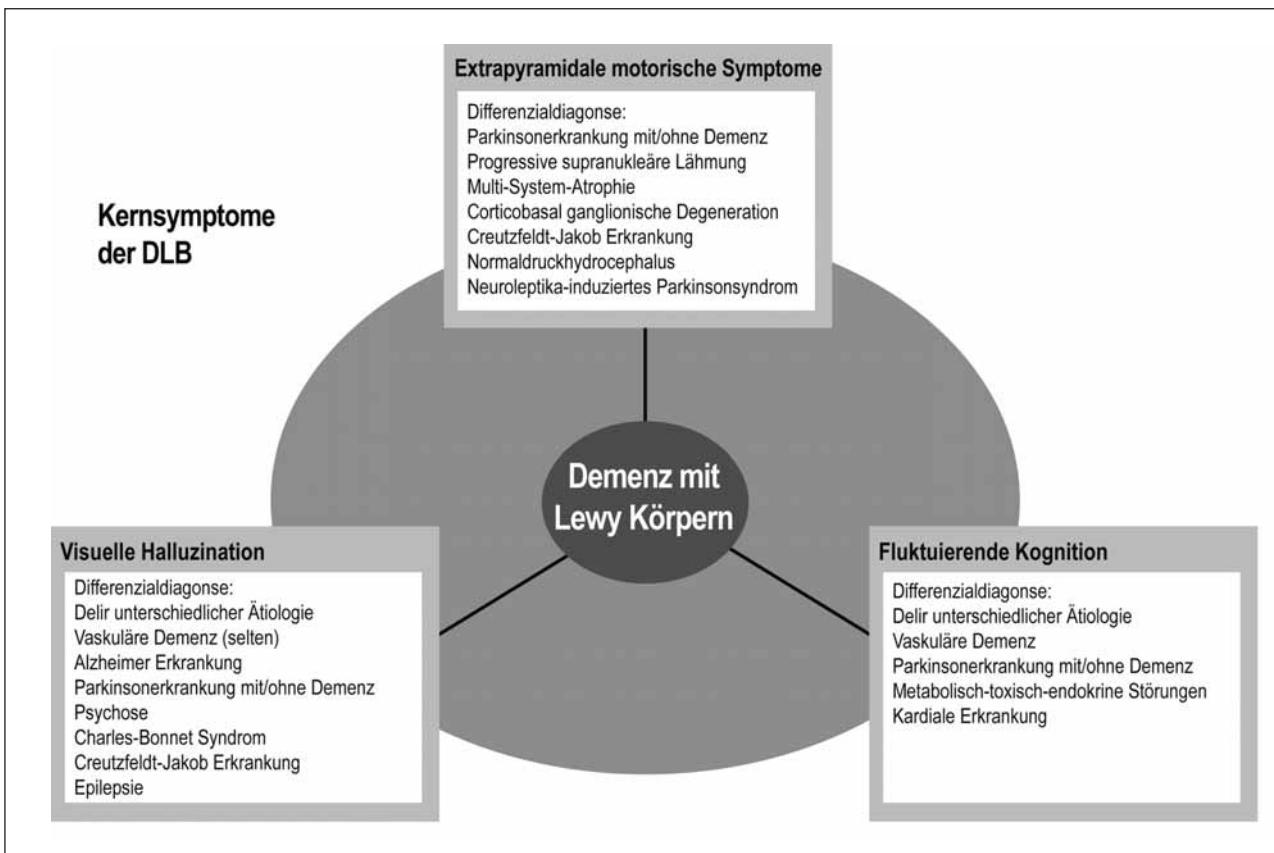 Extrapyramidale motorische Symptome
Differenzialdiagonse:
Parkinsonerkrankung mit/ohne Demenz
Progressive supranukleäre Lähmung
Multi-System-Atrophie
Corticobasal ganglionische Degeneration
Creutzfeldt-Jakob Erkrankung
Normaldruckhydrocephalus
Neuroleptika-induziertes Parkinsonsyndrom
Kernsymptome
der DLB
Demenz mit
Lewy Körpern
Visuelle Halluzination
Differenzialdiagonse:
Delir unterschiedlicher Ätiologie
Vaskuläre Demenz (selten)
Alzheimer Erkrankung
Parkinsonerkrankung mit/ohne Demenz
Psychose
Charles-Bonnet Syndrom
Creutzfeldt-Jakob Erkrankung
Epilepsie
Fluktuierende Kognition
Differenzialdiagonse:
Delir unterschiedlicher Ätiologie
Vaskuläre Demenz
Parkinsonerkrankung mit/ohne Demenz
Metabolisch-toxisch-endokrine Störungen
Kardiale Erkrankung